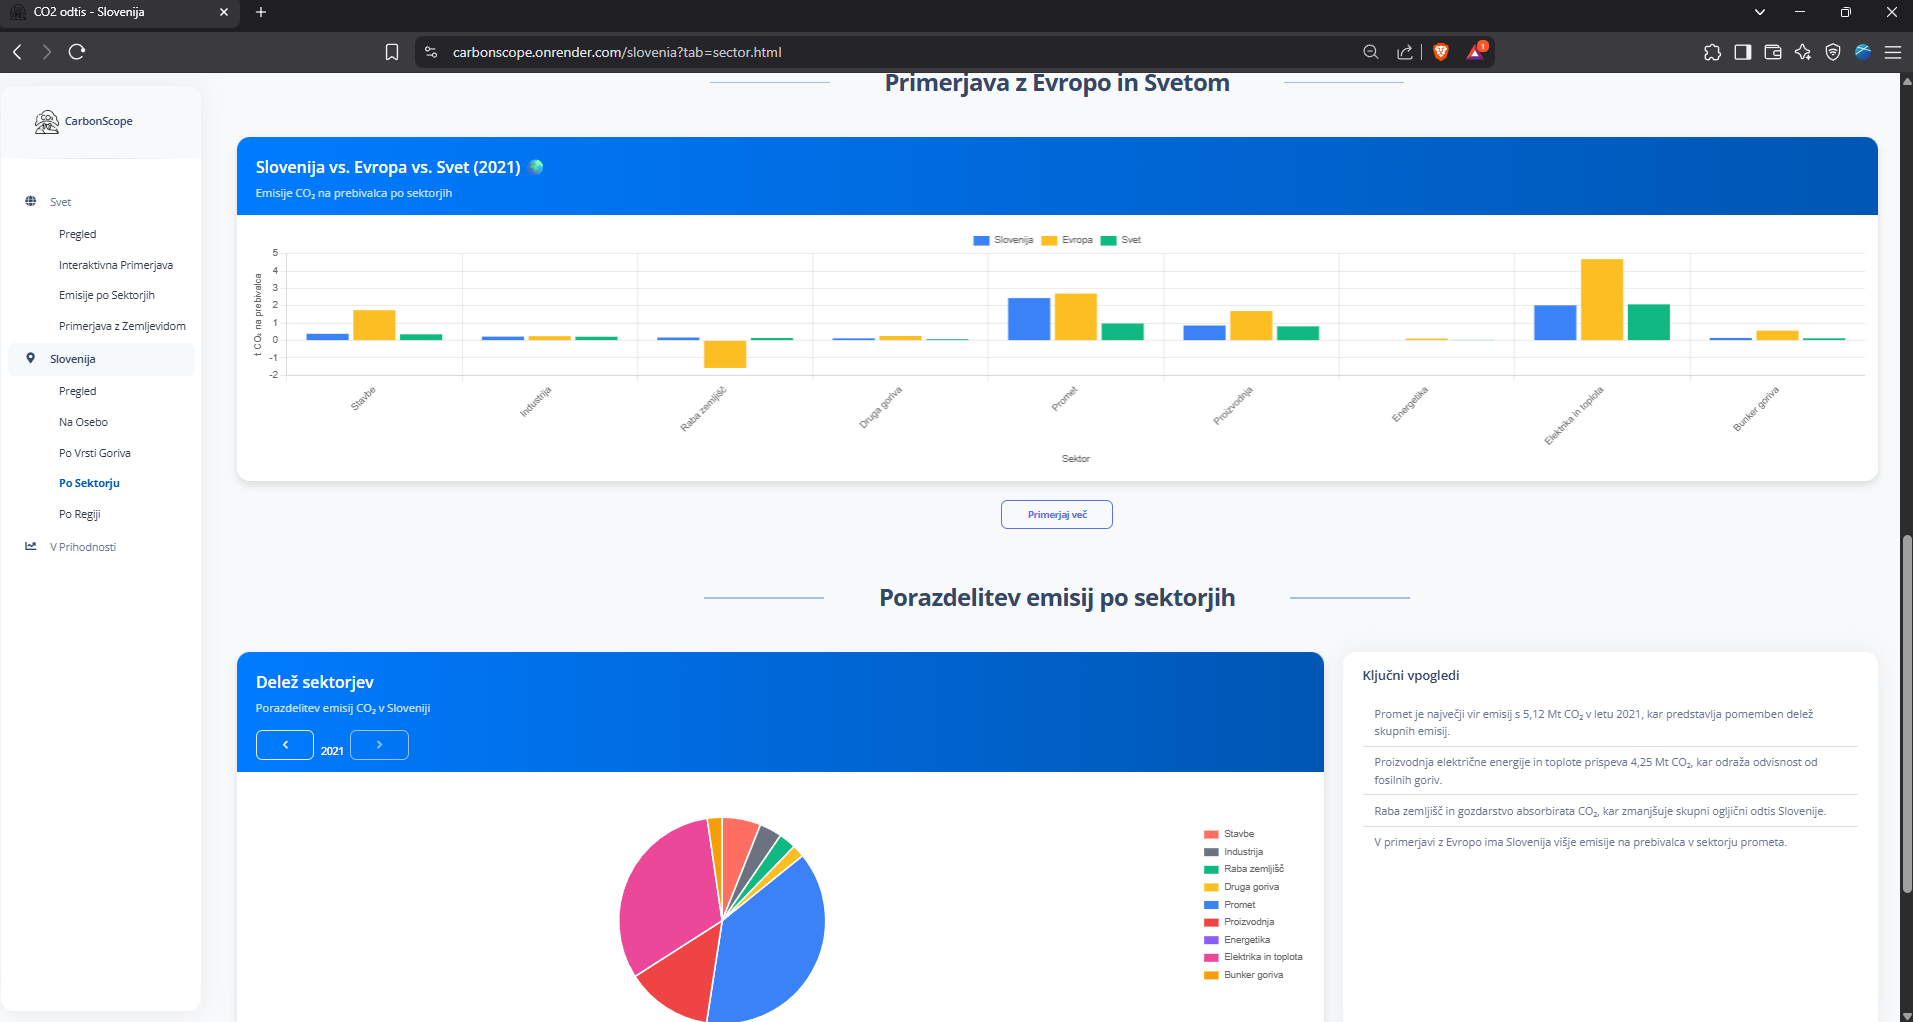 CO2 odtis - Slovenija
carbonscope.onrender.com/slovenia?tab=sector.html
1
CarbonScope
Svet
Pregled
Interaktivna Primerjava
Emisije po Sektorjih
Primerjava z Zemljevidom
Slovenija
Pregled
Na Osebo
Po Vrsti Goriva
Po Sektorju
Po Regiji
V Prihodnosti
Primerjava z Evropo in Svetom
Slovenija vs. Evropa vs. Svet (2021)
Emisije CO₂ na prebivalca po sektorjih
Slovenija Evropa Svet
t CO₂ na prebivalca
5
4
3
2
1
0
-1
-2
Stavbe
Industrija
Raba zemljišč
Druga goriva
Promet
Proizvodnja
Energetika
Elektrika in toplota
Bunker goriva
Sektor
Primerjaj več
Porazdelitev emisij po sektorjih
Delež sektorjev
Porazdelitev emisij CO₂ v Sloveniji
2021
Stavbe
Industrija
Raba zemljišč
Druga goriva
Promet
Proizvodnja
Energetika
Elektrika in toplota
Bunker goriva
Ključni vpogledi
Promet je največji vir emisij s 5,12 Mt CO₂ v letu 2021, kar predstavlja pomemben delež
skupnih emisij.
Proizvodnja električne energije in toplote prispeva 4,25 Mt CO₂, kar odraža odvisnost od
fosilnih goriv.
Raba zemljišč in gozdarstvo absorbirata CO₂, kar zmanjšuje skupni ogljični odtis Slovenije.
V primerjavi z Evropo ima Slovenija višje emisije na prebivalca v sektorju prometa.